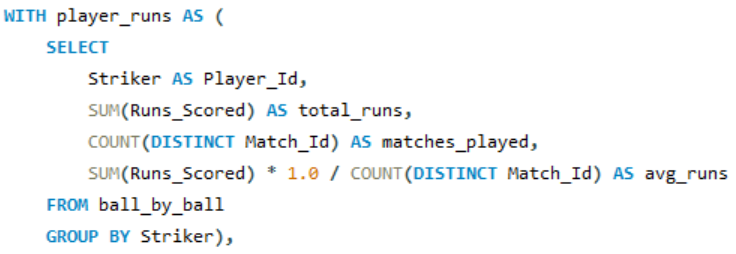 WITH player_runs AS (
    SELECT
        Striker AS Player_Id,
        SUM(Runs_Scored) AS total_runs,
        COUNT(DISTINCT Match_Id) AS matches_played,
        SUM(Runs_Scored) * 1.0 / COUNT(DISTINCT Match_Id) AS avg_runs
    FROM ball_by_ball
    GROUP BY Striker),